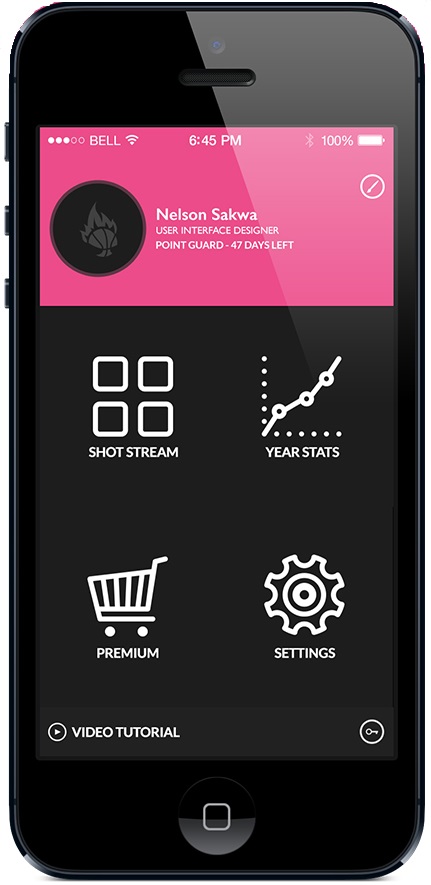 BELL 6:45 PM 100%
Nelson Sakwa
USER INTERFACE DESIGNER
POINT GUARD - 47 DAYS LEFT
SHOT STREAM YEAR STATS
PREMIUM SETTINGS
VIDEO TUTORIAL